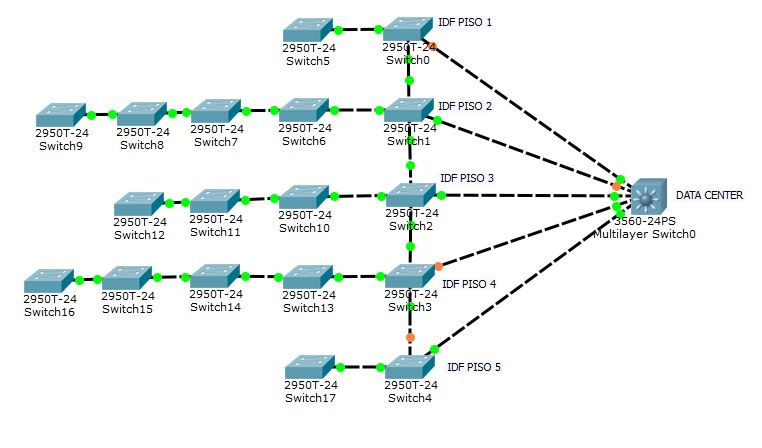 IDF PISO 1
2950T-24
Switch5
2950T-24
Switch0
IDF PISO 2
2950T-24
Switch9
2950T-24
Switch8
2950T-24
Switch7
2950T-24
Switch6
2950T-24
Switch1
IDF PISO 3
2950T-24
Switch12
2950T-24
Switch11
2950T-24
Switch10
2950T-24
Switch2
DATA CENTER
3560-24PS
Multilayer Switch0
IDF PISO 4
2950T-24
Switch16
2950T-24
Switch15
2950T-24
Switch14
2950T-24
Switch13
2950T-24
Switch3
IDF PISO 5
2950T-24
Switch17
2950T-24
Switch4